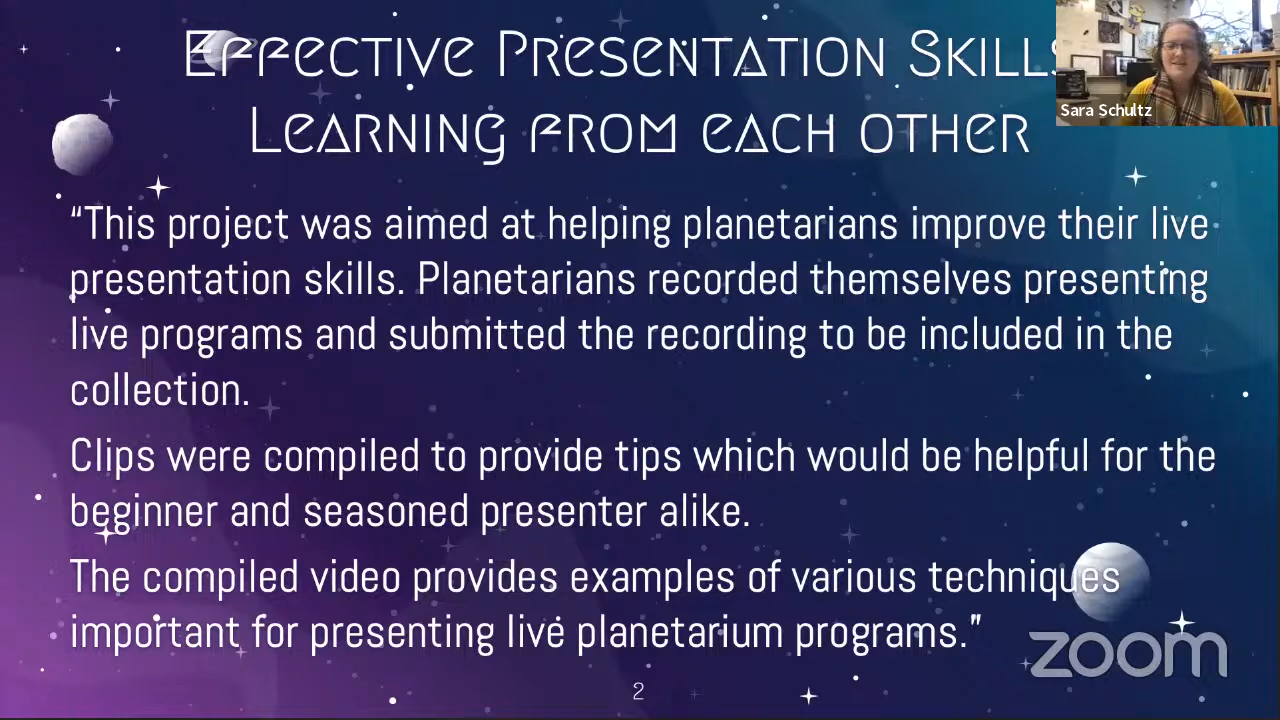 Effective Presentation Skills
Learning from each other
Sara Schultz
“This project was aimed at helping planetarians improve their live
presentation skills. Planetarians recorded themselves presenting
live programs and submitted the recording to be included in the
collection.
Clips were compiled to provide tips which would be helpful for the
beginner and seasoned presenter alike.
The compiled video provides examples of various techniques
important for presenting live planetarium programs.”
zoom
2